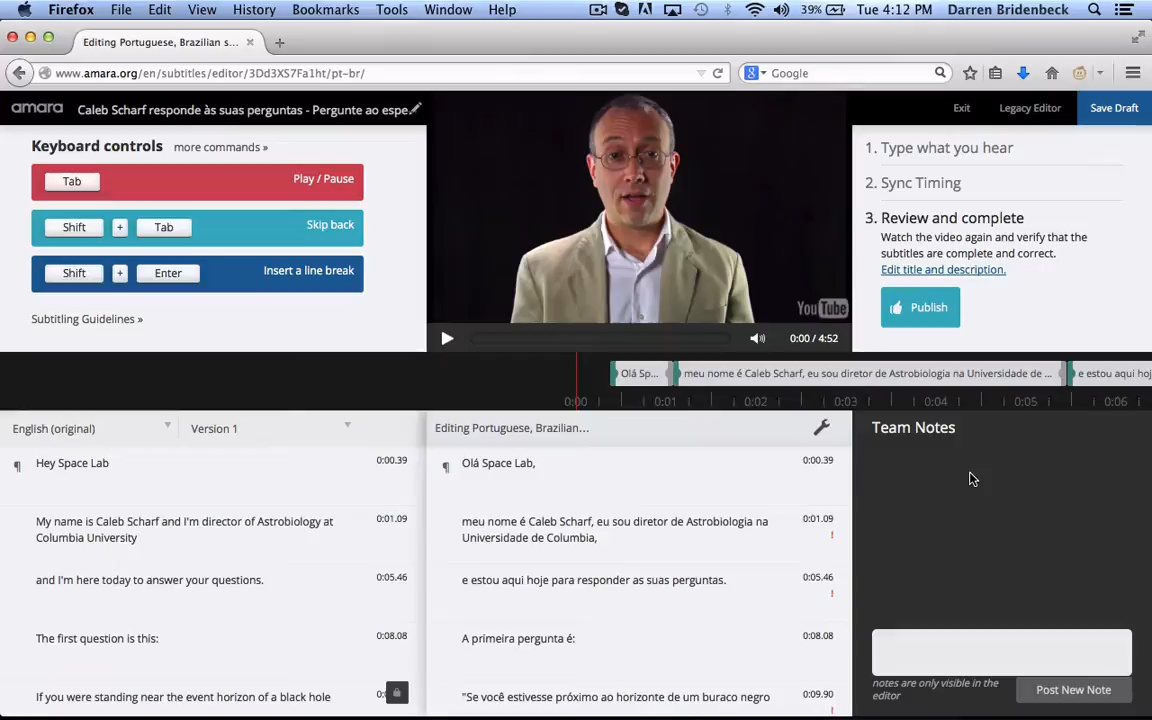 Firefox File Edit View History Bookmarks Tools Window Help 39% Tue 4:12 PM Darren Bridenbeck
Editing Portuguese, Brazilian s...
www.amara.org/en/subtitles/editor/3Dd3XS7Fa1ht/pt-br/ Google
amara Caleb Scharf responde às suas perguntas - Pergunte ao espe Exit Legacy Editor Save Draft
Keyboard controls more commands »
Tab Play / Pause
Shift + Tab Skip back
Shift + Enter Insert a line break
Subtitling Guidelines »
You Tube
0:00 / 4:52
1. Type what you hear
2. Sync Timing
3. Review and complete
Watch the video again and verify that the
subtitles are complete and correct.
Edit title and description.
Publish
Olá Sp... meu nome é Caleb Scharf, eu sou diretor de Astrobiologia na Universidade de ... e estou aqui hoj
0:00 0:01 0:02 0:03 0:04 0:05 0:06
English (original) Version 1
¶ Hey Space Lab 0:00.39
My name is Caleb Scharf and I'm director of Astrobiology at 0:01.09
Columbia University
and I'm here today to answer your questions. 0:05.46
The first question is this: 0:08.08
If you were standing near the event horizon of a black hole
Editing Portuguese, Brazilian...
¶ Olá Space Lab, 0:00.39
meu nome é Caleb Scharf, eu sou diretor de Astrobiologia na 0:01.09
Universidade de Columbia, !
e estou aqui hoje para responder as suas perguntas. 0:05.46
!
A primeira pergunta é: 0:08.08
"Se você estivesse próximo ao horizonte de um buraco negro 0:09.90
!
Team Notes
notes are only visible in the
editor
Post New Note